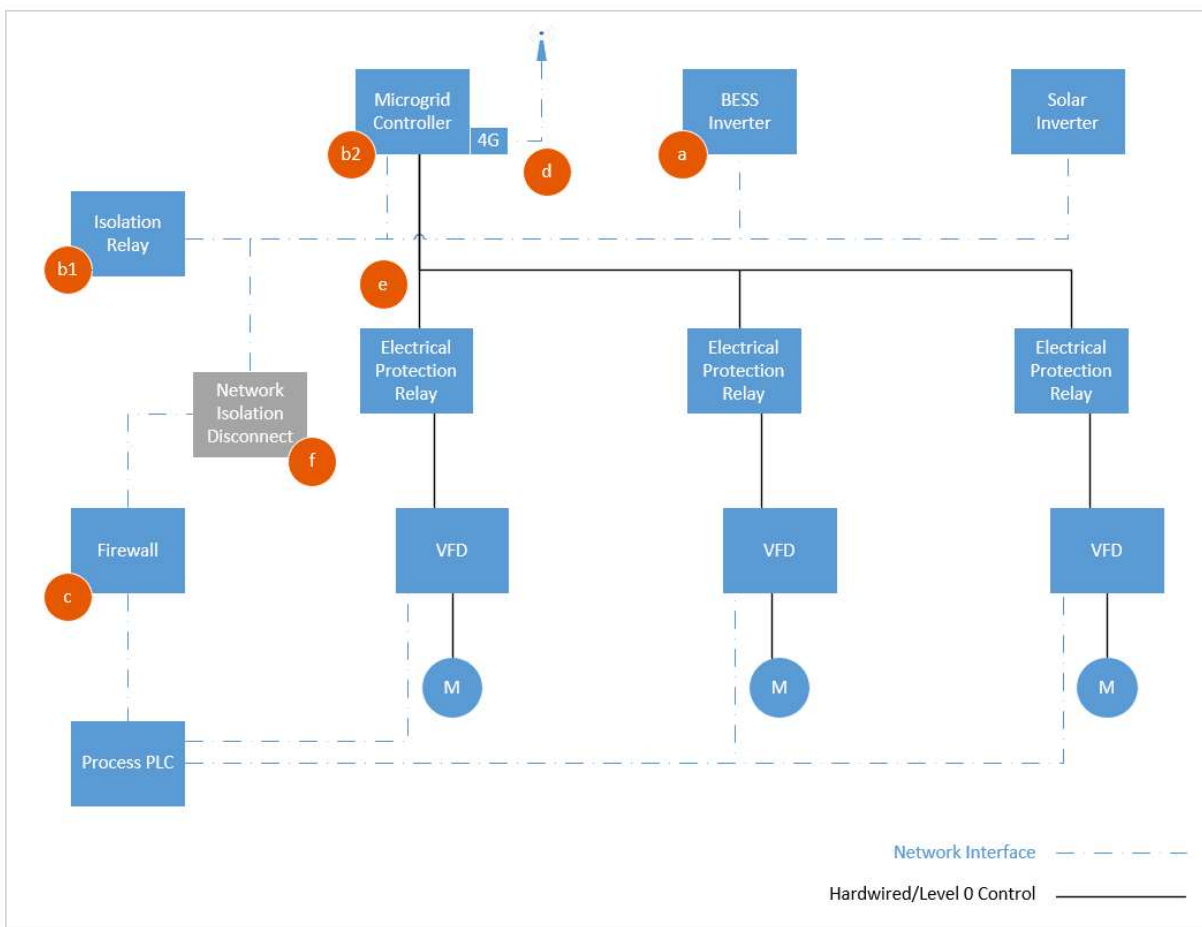 Microgrid
Controller
4G
b2
d
BESS
Inverter
a
Solar
Inverter
Isolation
Relay
b1
e
Electrical
Protection
Relay
Electrical
Protection
Relay
Electrical
Protection
Relay
Network
Isolation
Disconnect
f
Firewall
c
VFD
VFD
VFD
M
M
M
Process PLC
Network Interface
Hardwired/Level 0 Control